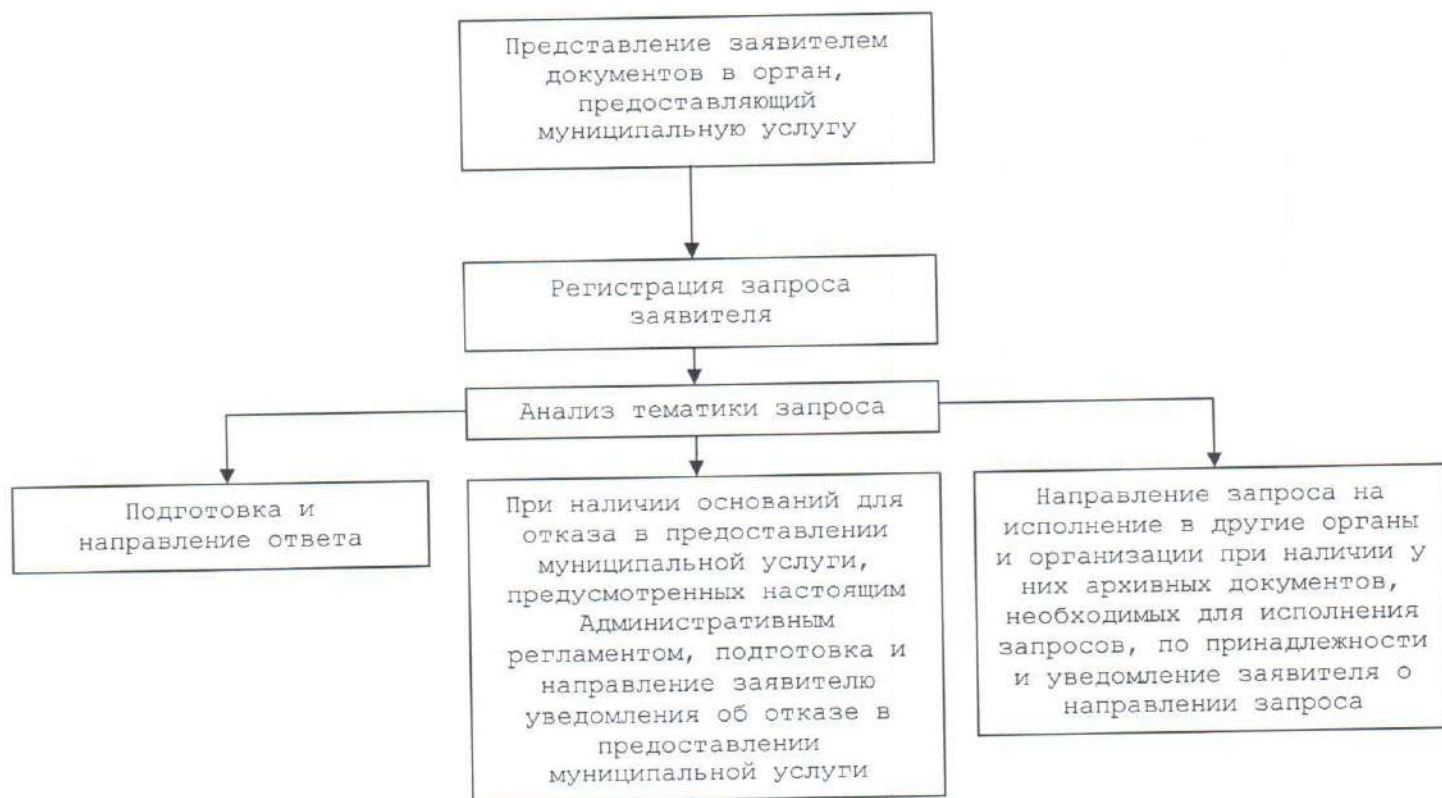 Представление заявителем
документов в орган,
предоставляющий
муниципальную услугу
Регистрация запроса
заявителя
Анализ тематики запроса
Подготовка и
направление ответа
При наличии оснований для
отказа в предоставлении
муниципальной услуги,
предусмотренных настоящим
Административным
регламентом, подготовка и
направление заявителю
уведомления об отказе в
предоставлении
муниципальной услуги
Направление запроса на
исполнение в другие органы
и организации при наличии у
них архивных документов,
необходимых для исполнения
запросов, по принадлежности
и уведомление заявителя о
направлении запроса